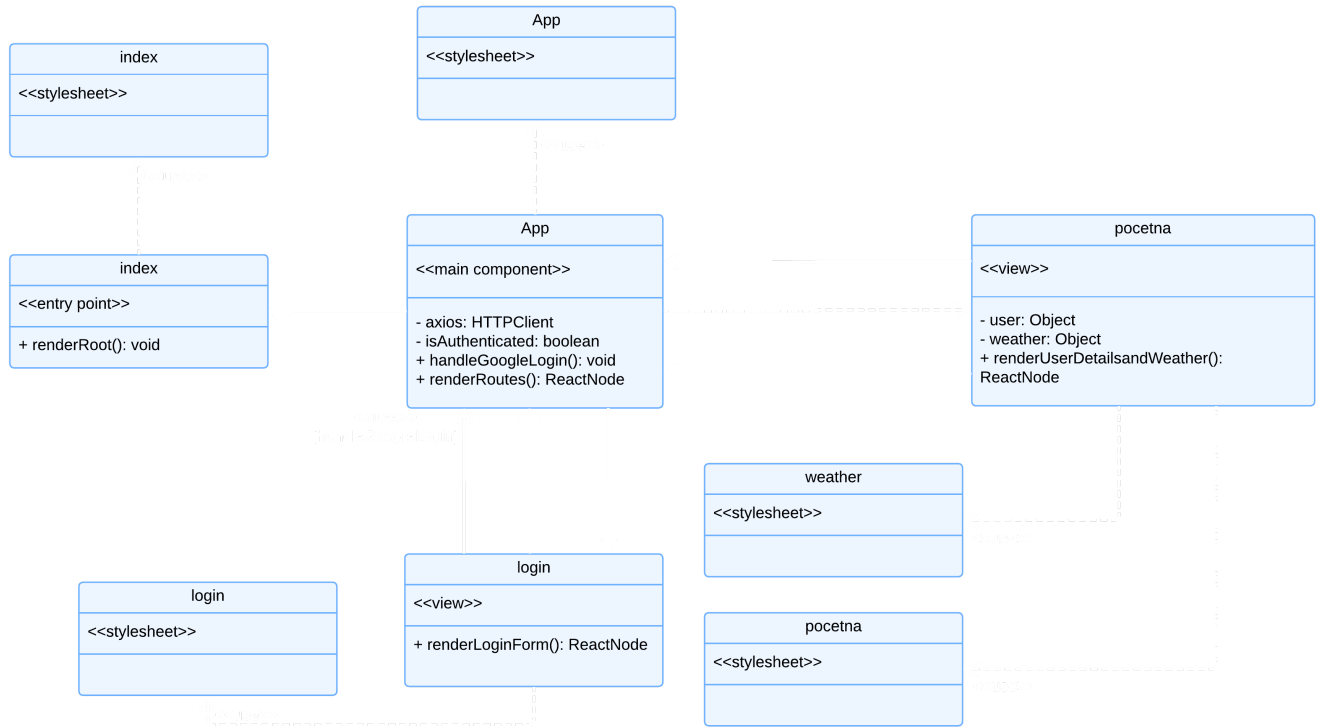 App
<<stylesheet>>
index
<<stylesheet>>
App
<<main component>>
- axios: HTTPClient
- isAuthenticated: boolean
+ handleGoogleLogin(): void
+ renderRoutes(): ReactNode
pocetna
<<view>>
- user: Object
- weather: Object
+ renderUserDetailsandWeather():
ReactNode
index
<<entry point>>
+ renderRoot(): void
weather
<<stylesheet>>
login
<<view>>
+ renderLoginForm(): ReactNode
login
<<stylesheet>>
pocetna
<<stylesheet>>